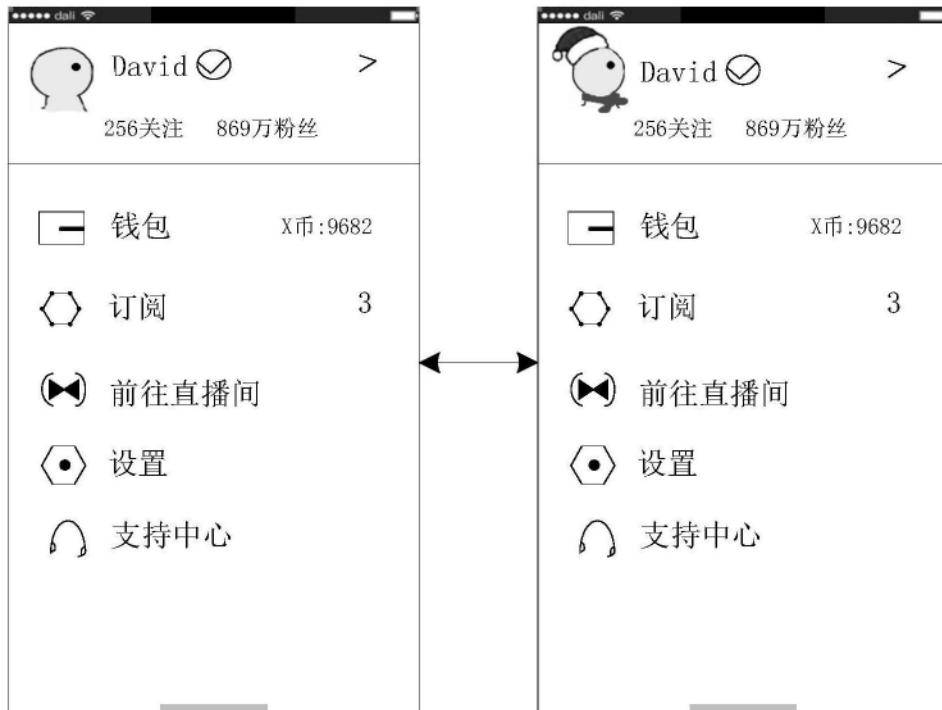 dali
David
>
256关注 869万粉丝
钱包 X币:9682
订阅 3
前往直播间
设置
支持中心
dali
David
>
256关注 869万粉丝
钱包 X币:9682
订阅 3
前往直播间
设置
支持中心